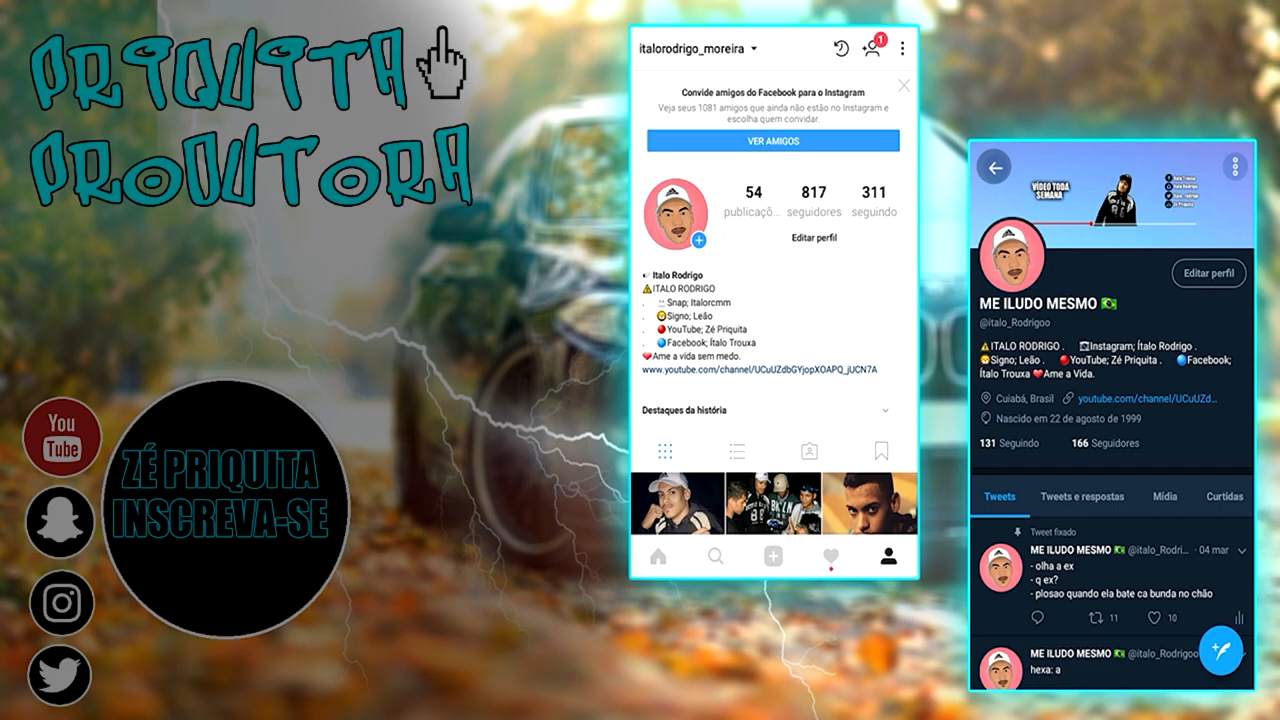 PRIQUITA
PRODUTORA
You
Tube
ZÉ PRIQUITA
INSCREVA-SE
italorodrigo_moreira
1
Convide amigos do Facebook para o Instagram
Veja seus 1081 amigos que ainda não estão no Instagram e
escolha quem convidar.
VER AMIGOS
54 817 311
publicaçõ... seguidores seguindo
Editar perfil
Italo Rodrigo
⚠ITALO RODRIGO
. Snap; Italorcmm
. Signo; Leão
. YouTube; Zé Priquita
. Facebook; Ítalo Trouxa
❤Ame a vida sem medo.
www.youtube.com/channel/UCuUZdbGYjopXOAPQ_jUCN7A
Destaques da história
VÍDEO TODA
SEMANA
Editar perfil
ME ILUDO MESMO 🇧🇷
@italo_Rodrigoo
⚠ITALO RODRIGO . Instagram; Ítalo Rodrigo .
Signo; Leão . YouTube; Zé Priquita . Facebook;
Ítalo Trouxa ❤Ame a Vida.
Cuiabá, Brasil youtube.com/channel/UCuUZd...
Nascido em 22 de agosto de 1999
131 Seguindo 166 Seguidores
Tweets Tweets e respostas Mídia Curtidas
Tweet fixado
ME ILUDO MESMO 🇧🇷 @italo_Rodri... · 04 mar
- olha a ex
- q ex?
- plosao quando ela bate ca bunda no chão
11 10
ME ILUDO MESMO 🇧🇷 @italo_Rodrigoo
hexa: a